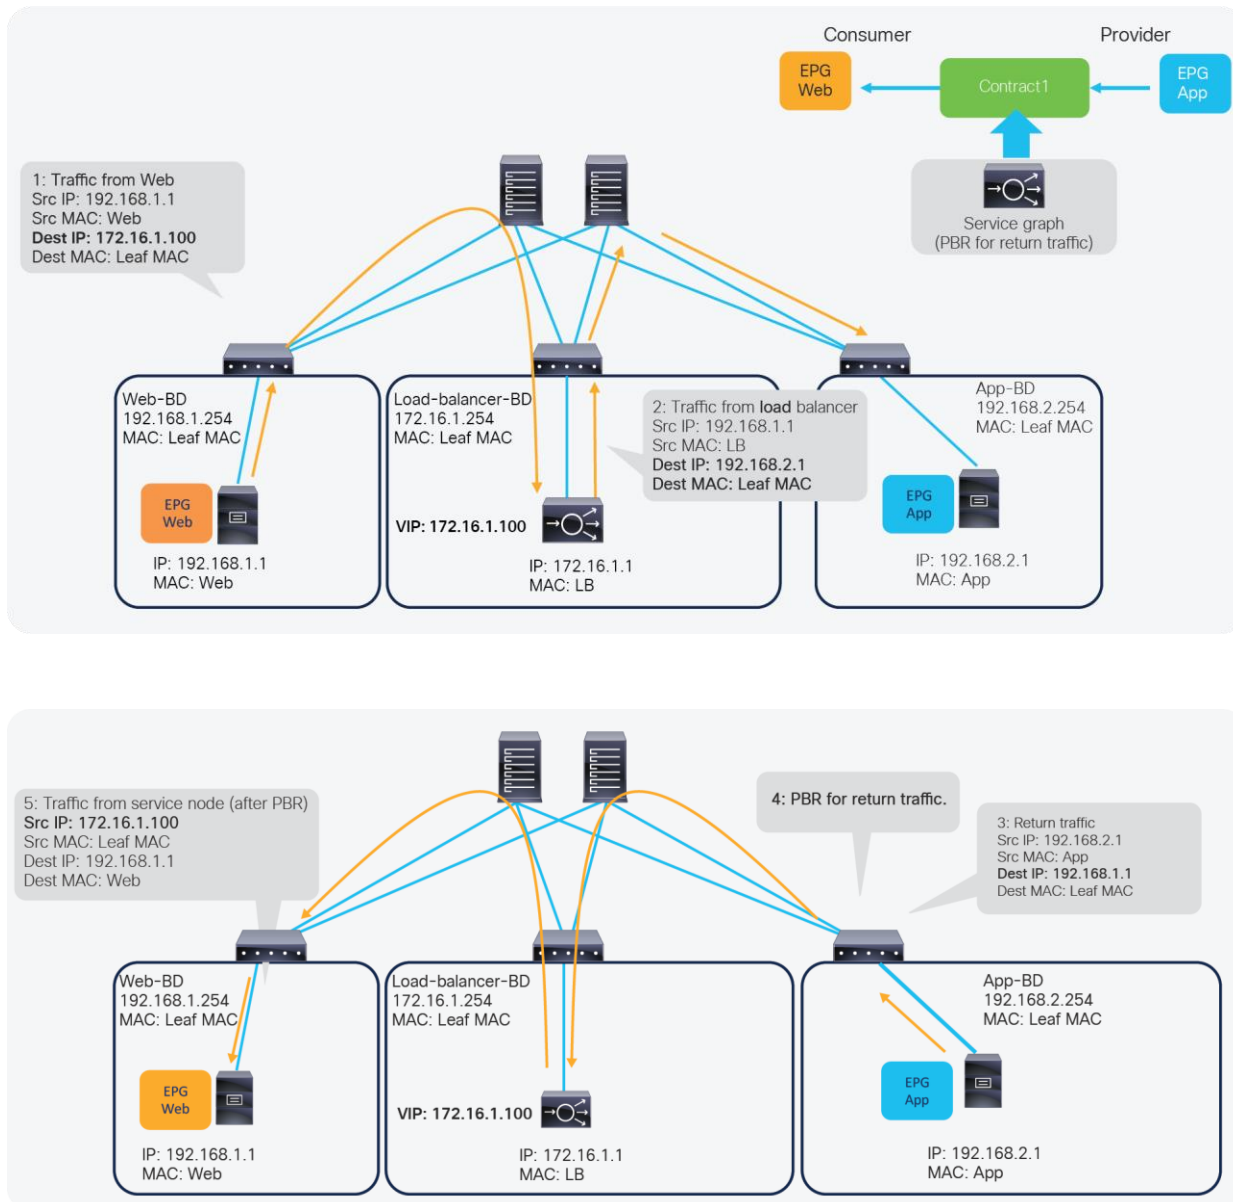 Consumer
Provider
EPG
Web
Contract1
EPG
App
Service graph
(PBR for return traffic)
1: Traffic from Web
Src IP: 192.168.1.1
Src MAC: Web
Dest IP: 172.16.1.100
Dest MAC: Leaf MAC
Web-BD
192.168.1.254
MAC: Leaf MAC
EPG
Web
IP: 192.168.1.1
MAC: Web
Load-balancer-BD
172.16.1.254
MAC: Leaf MAC
VIP: 172.16.1.100
IP: 172.16.1.1
MAC: LB
2: Traffic from load balancer
Src IP: 192.168.1.1
Src MAC: LB
Dest IP: 192.168.2.1
Dest MAC: Leaf MAC
App-BD
192.168.2.254
MAC: Leaf MAC
EPG
App
IP: 192.168.2.1
MAC: App
5: Traffic from service node (after PBR)
Src IP: 172.16.1.100
Src MAC: Leaf MAC
Dest IP: 192.168.1.1
Dest MAC: Web
4: PBR for return traffic.
3: Return traffic
Src IP: 192.168.2.1
Src MAC: App
Dest IP: 192.168.1.1
Dest MAC: Leaf MAC
Web-BD
192.168.1.254
MAC: Leaf MAC
EPG
Web
IP: 192.168.1.1
MAC: Web
Load-balancer-BD
172.16.1.254
MAC: Leaf MAC
VIP: 172.16.1.100
IP: 172.16.1.1
MAC: LB
App-BD
192.168.2.254
MAC: Leaf MAC
EPG
App
IP: 192.168.2.1
MAC: App